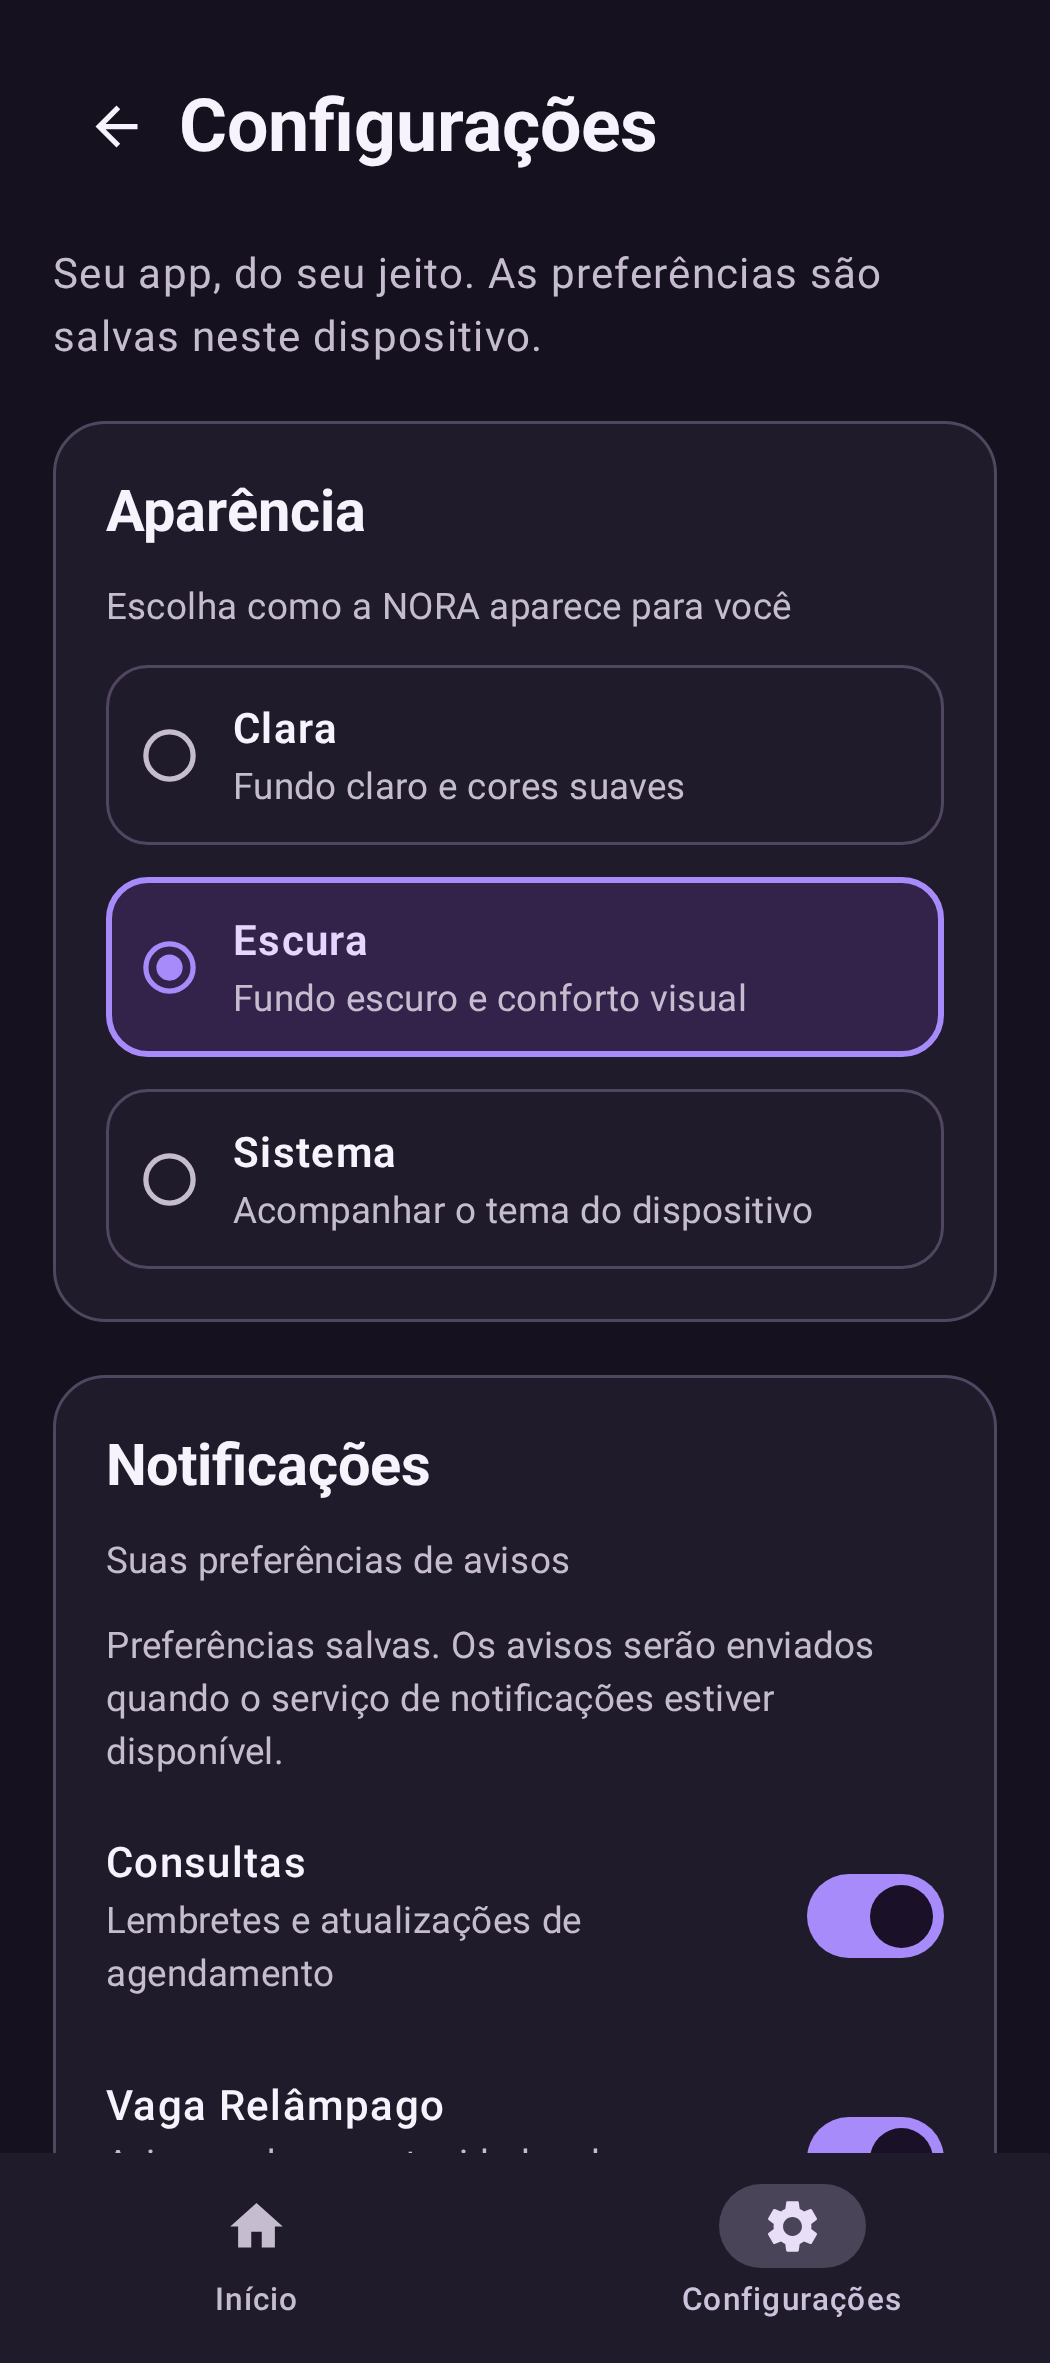 Configurações
Seu app, do seu jeito. As preferências são
salvas neste dispositivo.
Aparência
Escolha como a NORA aparece para você
Clara
Fundo claro e cores suaves
Escura
Fundo escuro e conforto visual
Sistema
Acompanhar o tema do dispositivo
Notificações
Suas preferências de avisos
Preferências salvas. Os avisos serão enviados
quando o serviço de notificações estiver
disponível.
Consultas
Lembretes e atualizações de
agendamento
Vaga Relâmpago
Início
Configurações